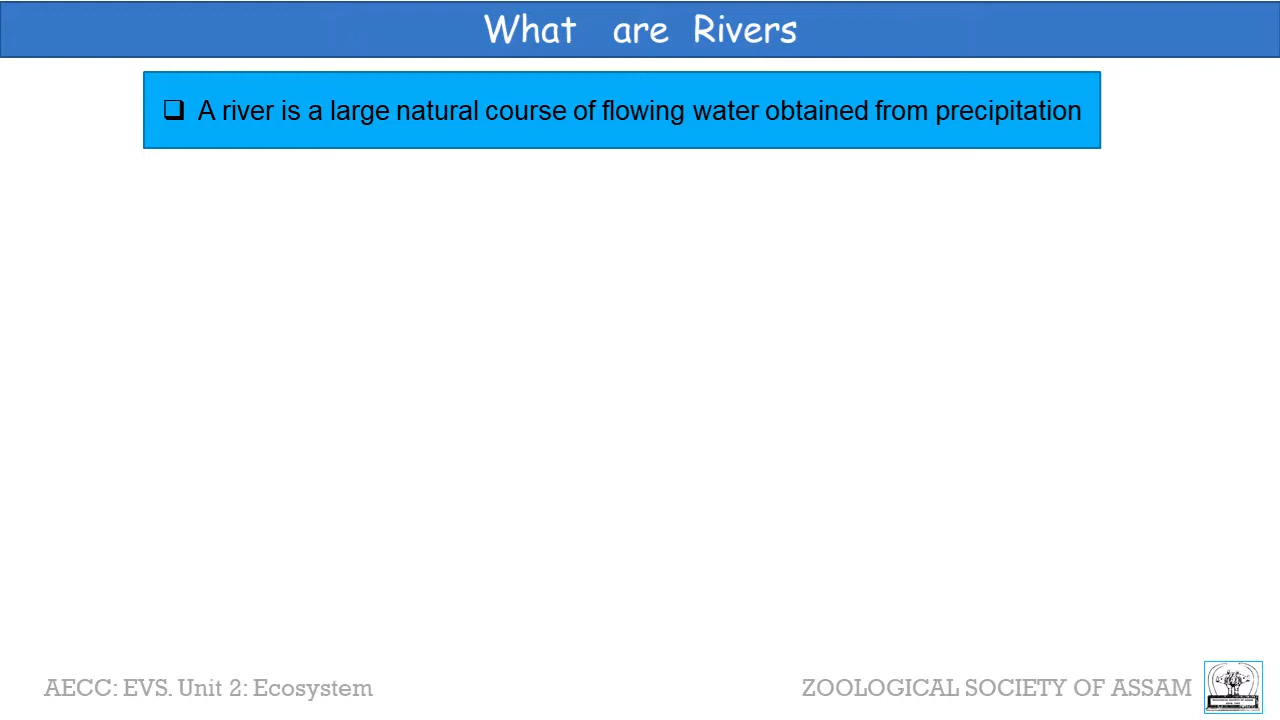 What are Rivers
❑ A river is a large natural course of flowing water obtained from precipitation
AECC: EVS. Unit 2: Ecosystem
ZOOLOGICAL SOCIETY OF ASSAM